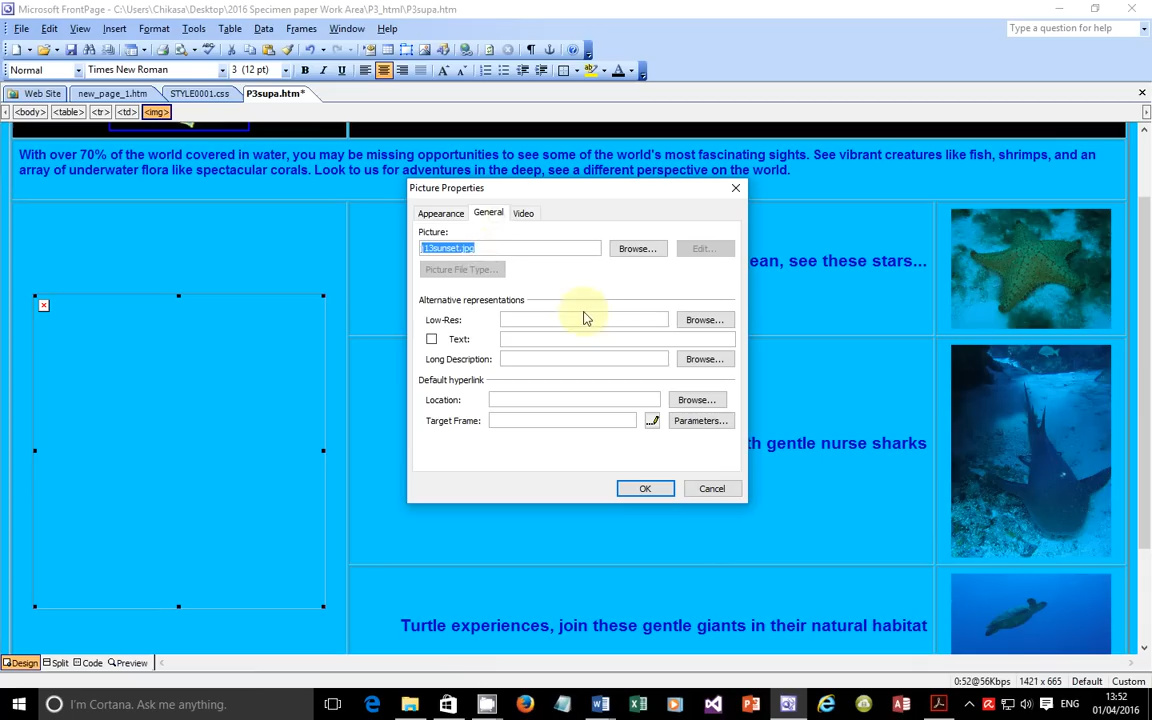 Microsoft FrontPage - C:\Users\Chikasa\Desktop\2016 Specimen paper Work Area\P3_html\P3supa.htm
File Edit View Insert Format Tools Table Data Frames Window Help
Type a question for help
Normal Times New Roman 3 (12 pt) B I U A A A
Web Site new_page_1.htm STYLE0001.css P3supa.htm*
<body> <table> <tr> <td> <img>
With over 70% of the world covered in water, you may be missing opportunities to see some of the world's most fascinating sights. See vibrant creatures like fish, shrimps, and an
array of underwater flora like spectacular corals. Look to us for adventures in the deep, see a different perspective on the world.
Picture Properties
Appearance General Video
Picture:
j13sunset.jpg Browse... Edit...
Picture File Type...
ean, see these stars...
Alternative representations
Low-Res: Browse...
Text:
Long Description: Browse...
Default hyperlink
Location: Browse...
Target Frame: Parameters...
th gentle nurse sharks
OK Cancel
Turtle experiences, join these gentle giants in their natural habitat
Design Split Code Preview
0:52@56Kbps 1421 x 665 Default Custom
I'm Cortana. Ask me anything.
ENG
13:52
01/04/2016